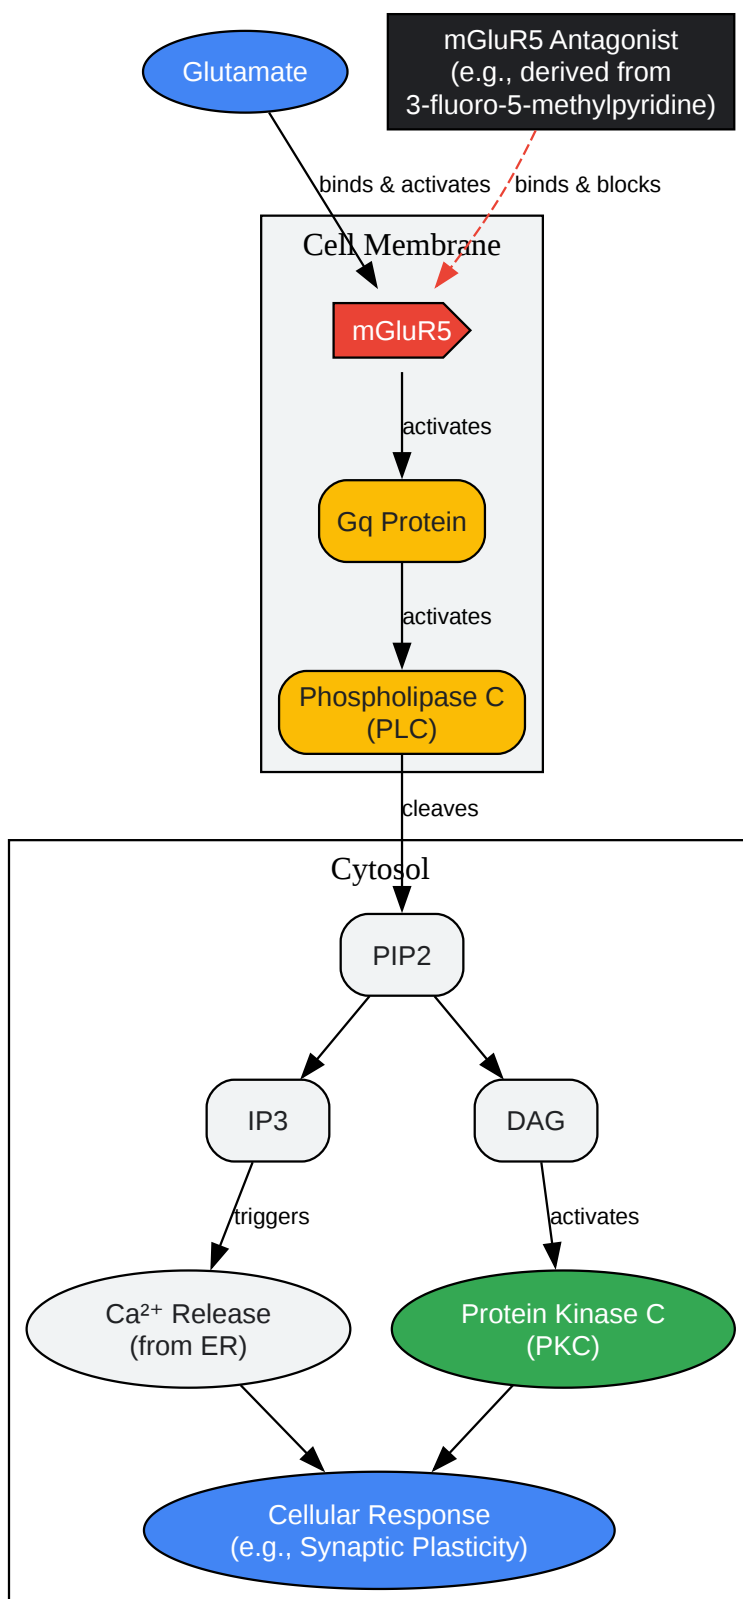 Glutamate
mGluR5 Antagonist
(e.g., derived from
3-fluoro-5-methylpyridine)
binds & activates
binds & blocks
Cell Membrane
mGluR5
activates
Gq Protein
activates
Phospholipase C
(PLC)
cleaves
Cytosol
PIP2
IP3
DAG
triggers
activates
Ca²⁺ Release
(from ER)
Protein Kinase C
(PKC)
Cellular Response
(e.g., Synaptic Plasticity)